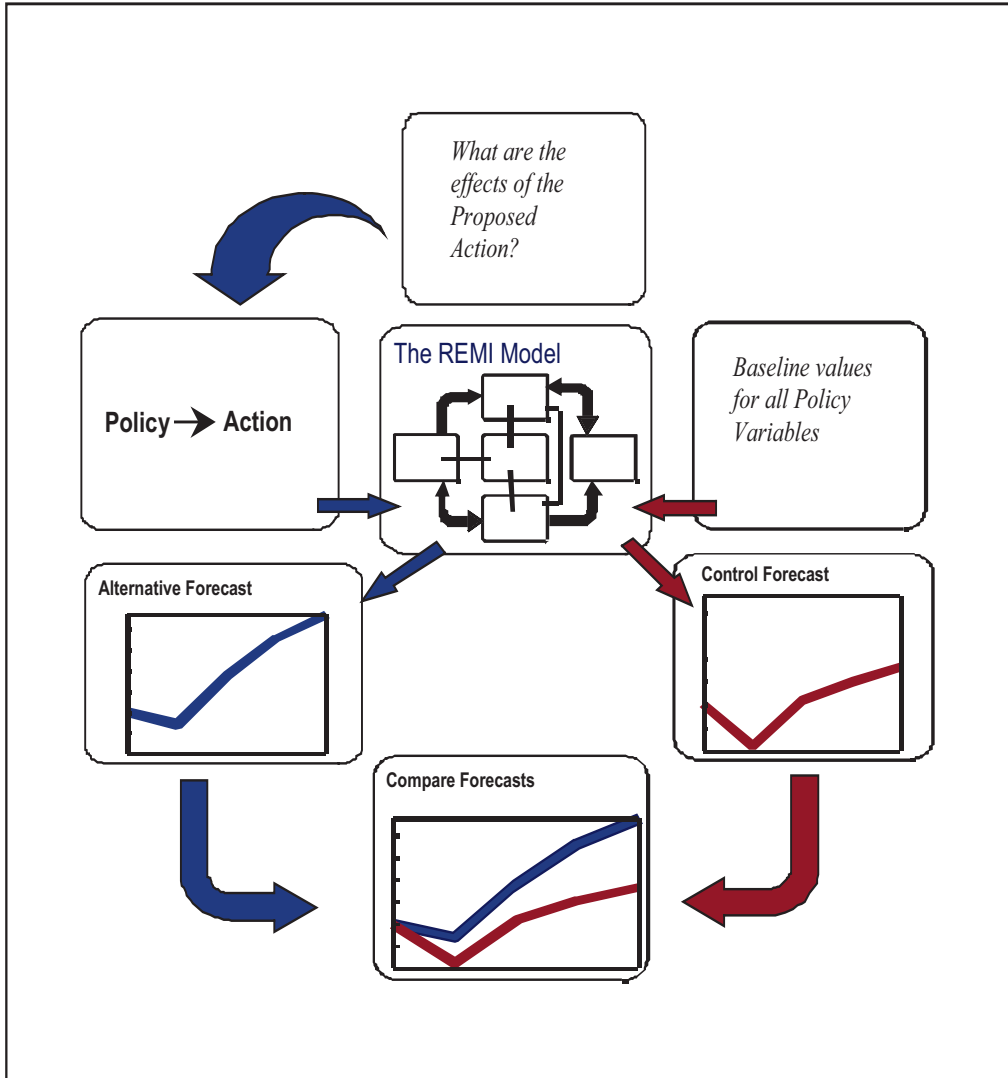 What are the
effects of the
Proposed
Action?
The REMI Model
Baseline values
for all Policy
Variables
Policy → Action
Alternative Forecast
Control Forecast
Compare Forecasts